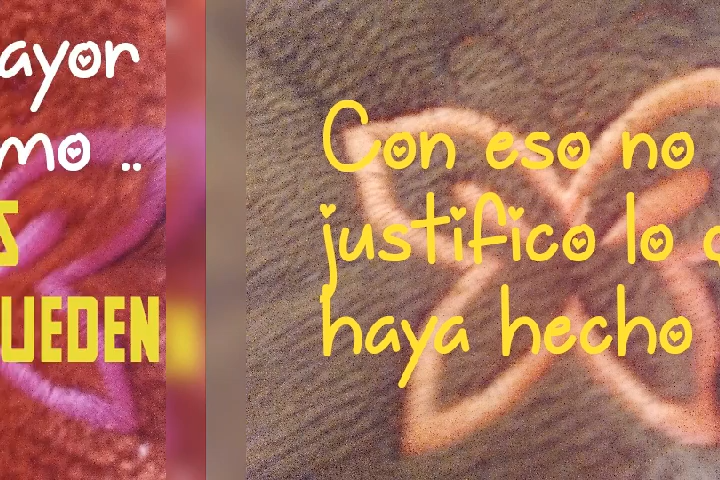 ayor
mo ..
UEDEN
Con eso no
justifico lo
haya hecho